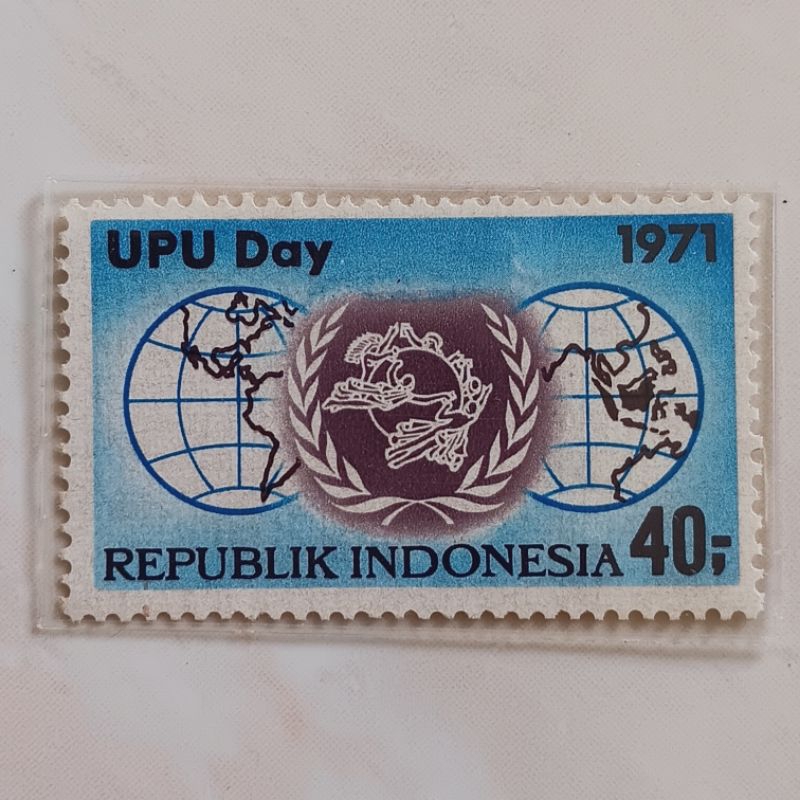 UPU Day 1971
REPUBLIK INDONESIA 40,-